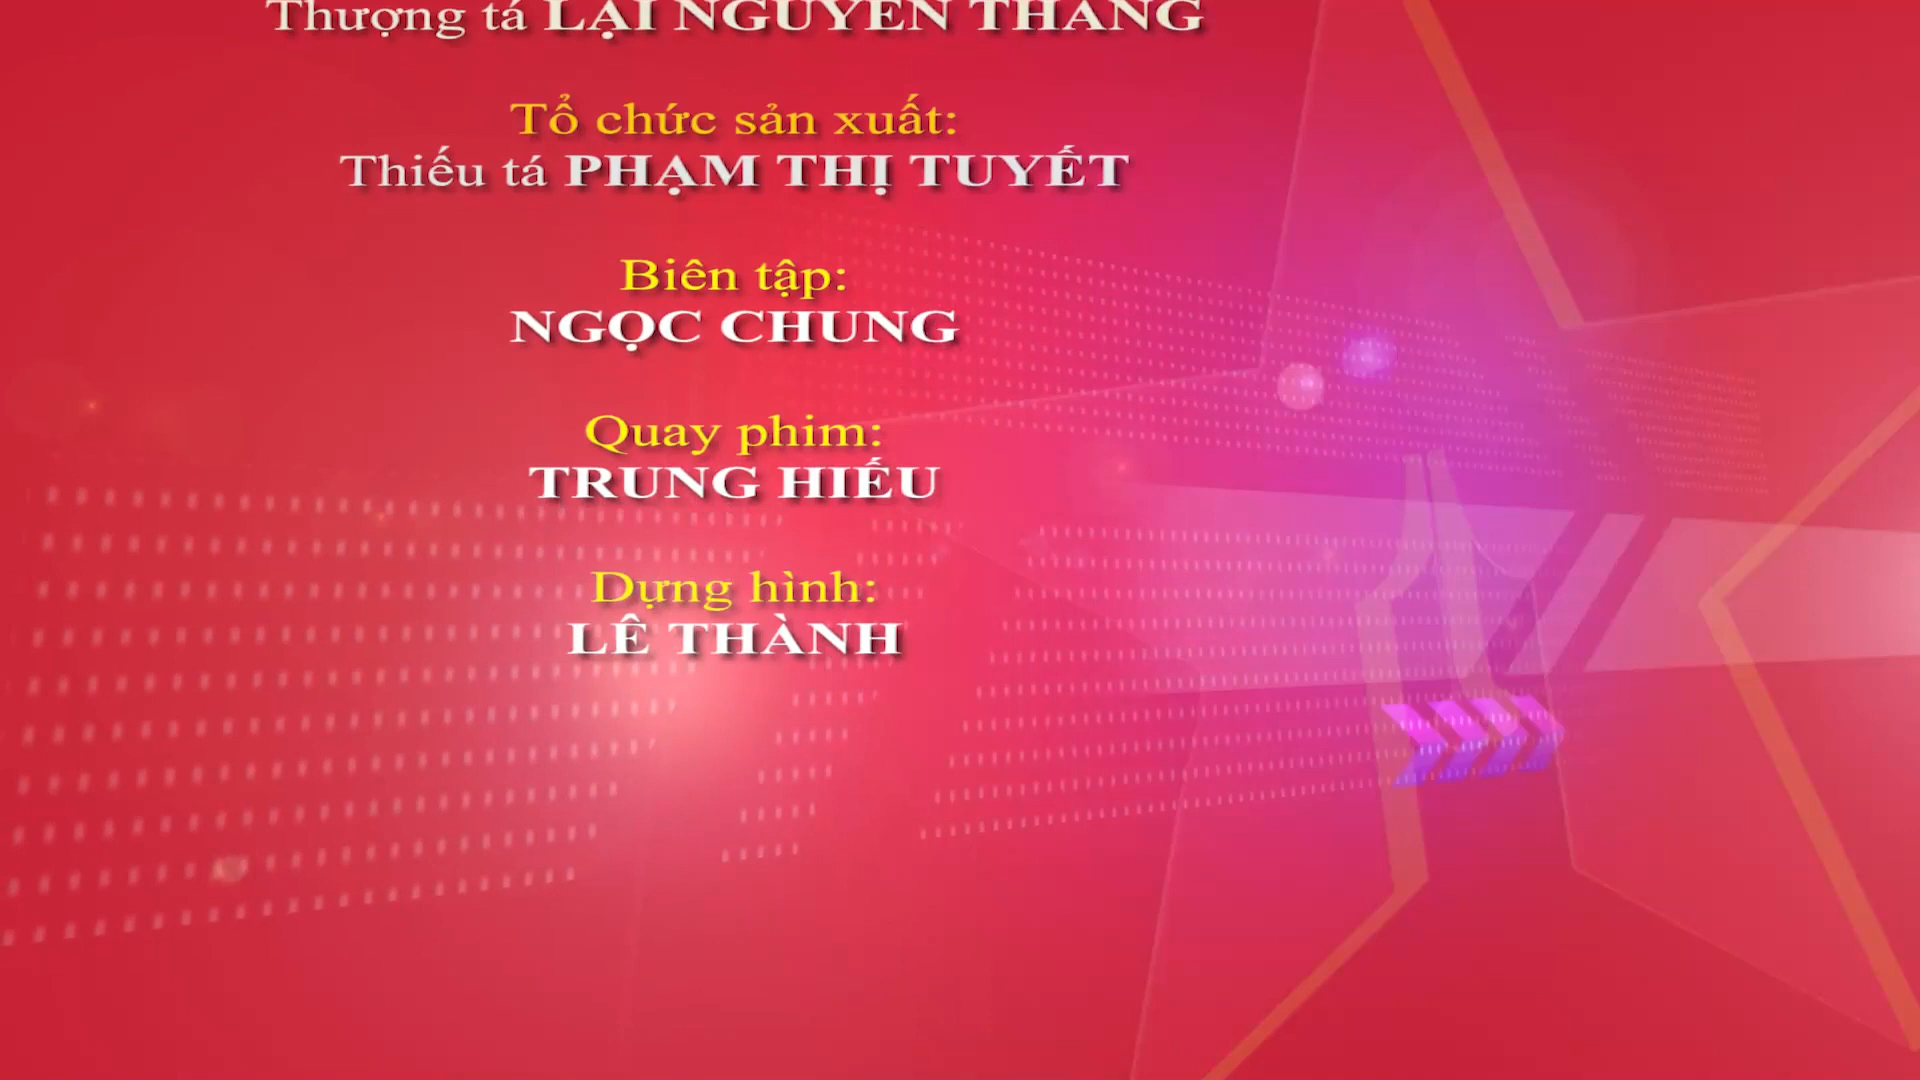 Thượng tá LẠI NGUYÊN THẮNG
Tổ chức sản xuất:
Thiếu tá PHẠM THỊ TUYẾT
Biên tập:
NGỌC CHUNG
Quay phim:
TRUNG HIẾU
Dựng hình:
LÊ THÀNH